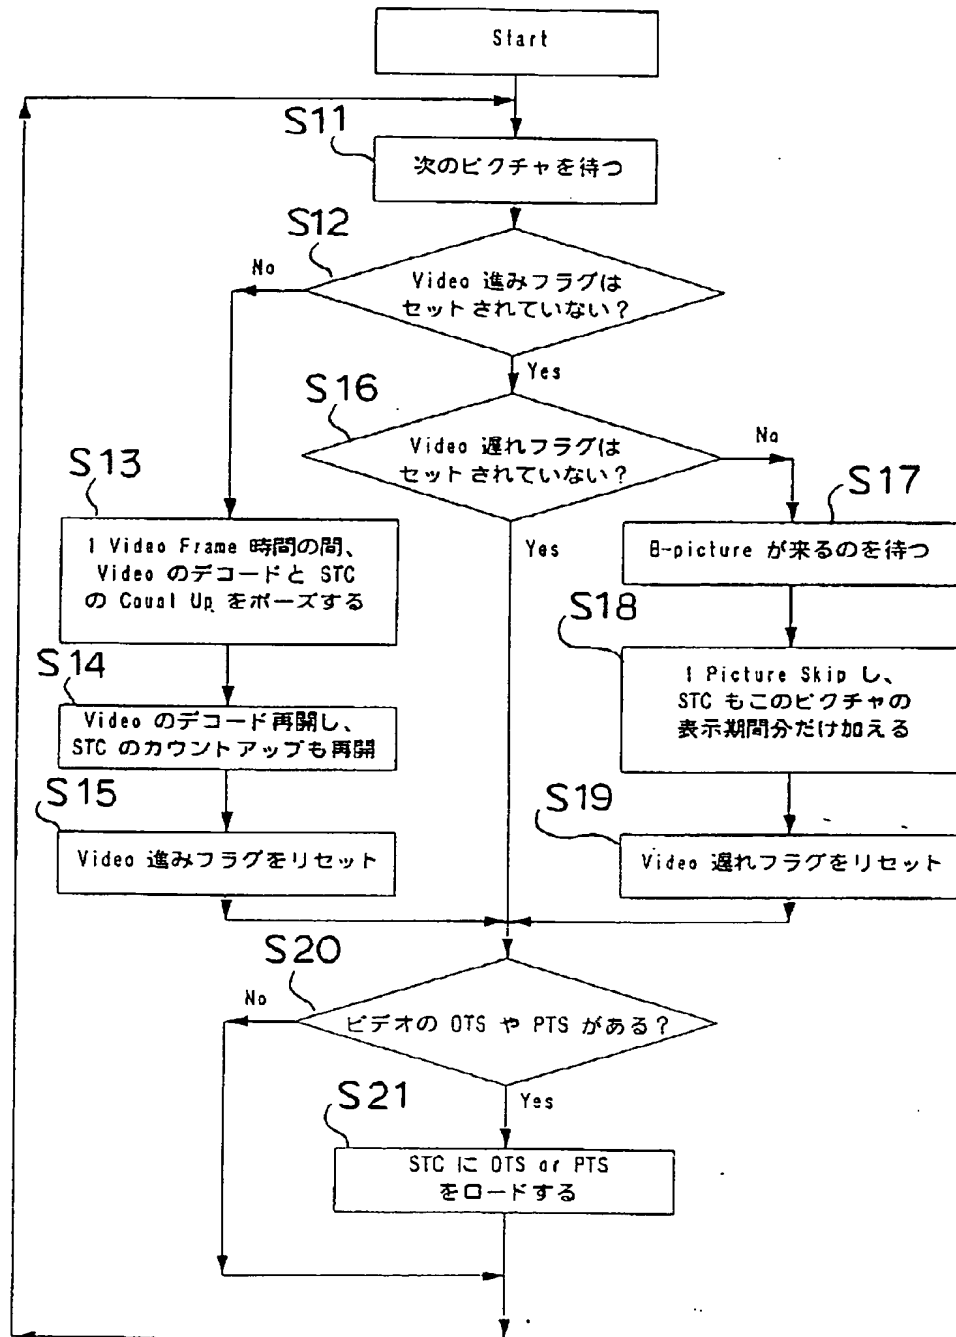 Start
S11
次のピクチャを待つ
S12
No
Video 進みフラグは
セットされていない?
Yes
S16
Video 遅れフラグは
セットされていない?
No
S13
S17
1 Video Frame 時間の間、
Video のデコードと STC
の Coual Up をポーズする
Yes
B-picture が来るのを待つ
S18
S14
1 Picture Skip し、
STC もこのピクチャの
表示期間分だけ加える
Video のデコード再開し、
STC のカウントアップも再開
S15
S19
Video 進みフラグをリセット
Video 遅れフラグをリセット
S20
No
ビデオの DTS や PTS がある?
Yes
S21
STC に DTS or PTS
をロードする